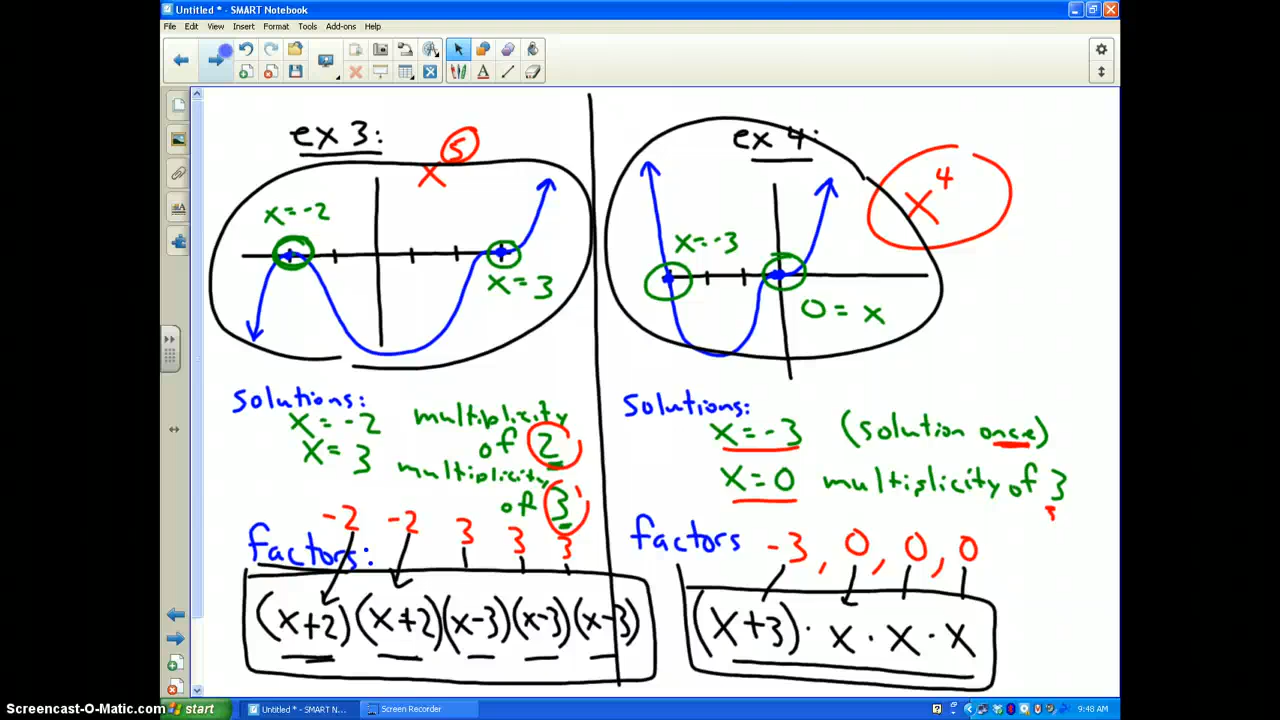 Untitled * - SMART Notebook
File Edit View Insert Format Tools Add-ons Help
ex 3:
x⁵
x=-2
x=3
solutions:
x=-2 multiplicity of 2
x=3 multiplicity of 3
-2 -2 3 3 3
factors:
(x+2)(x+2)(x-3)(x-3)(x-3)
ex 4:
x⁴
x=-3
0=x
solutions:
x=-3 (solution once)
x=0 multiplicity of 3
factors -3, 0, 0, 0
(x+3)·x·x·x
Screencast-O-Matic.com
start
Untitled * - SMART N...
Screen Recorder
9:48 AM